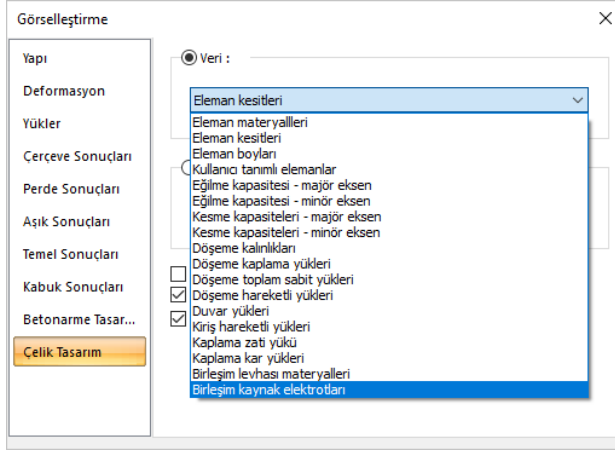 Görselleştirme
Yapı
Deformasyon
Yükler
Çerçeve Sonuçları
Perde Sonuçları
Aşık Sonuçları
Temel Sonuçları
Kabuk Sonuçları
Betonarme Tasar...
Çelik Tasarım
Veri :
Eleman kesitleri
Eleman materyallleri
Eleman kesitleri
Eleman boyları
Kullanıcı tanımlı elemanlar
Eğilme kapasitesi - majör eksen
Eğilme kapasitesi - minör eksen
Kesme kapasiteleri - majör eksen
Kesme kapasiteleri - minör eksen
Döşeme kalınlıkları
Döşeme kaplama yükleri
Döşeme toplam sabit yükleri
Döşeme hareketli yükleri
Duvar yükleri
Kiriş hareketli yükleri
Kaplama zati yükü
Kaplama kar yükleri
Birleşim levhası materyalleri
Birleşim kaynak elektrotları